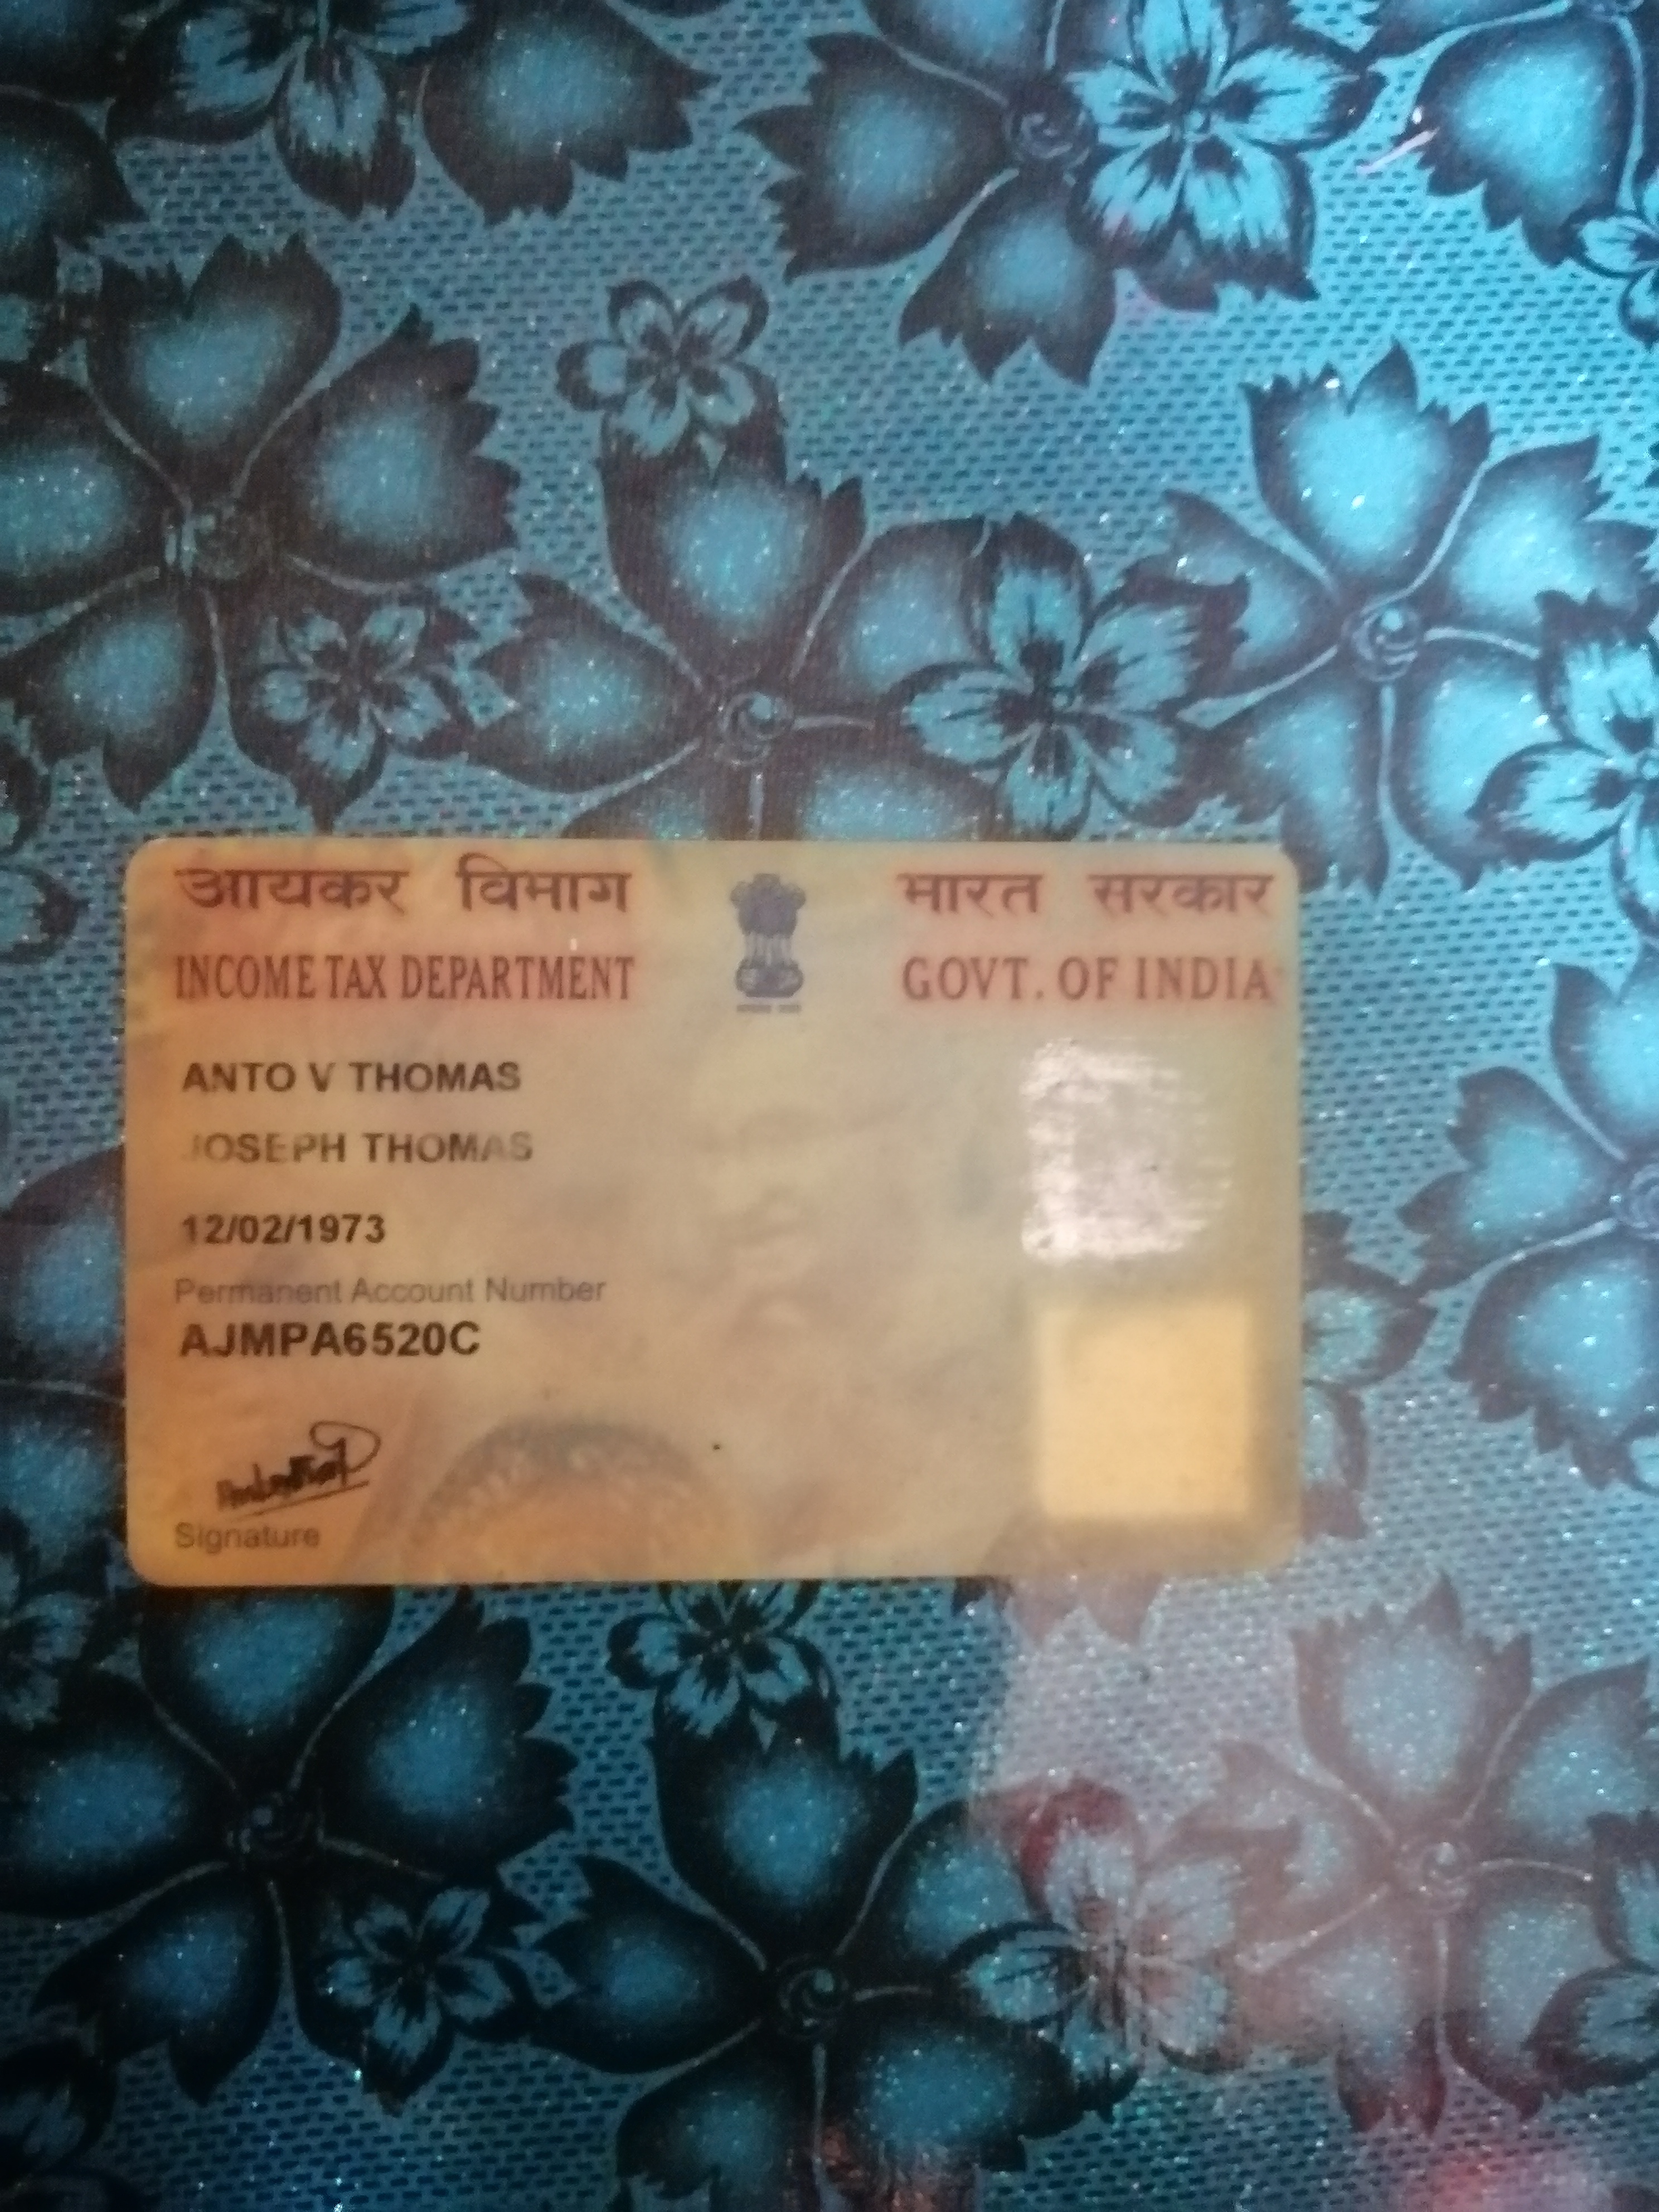 आयकर विभाग
INCOME TAX DEPARTMENT
भारत सरकार
GOVT. OF INDIA
ANTO V THOMAS
JOSEPH THOMAS
12/02/1973
Permanent Account Number
AJMPA6520C
Signature